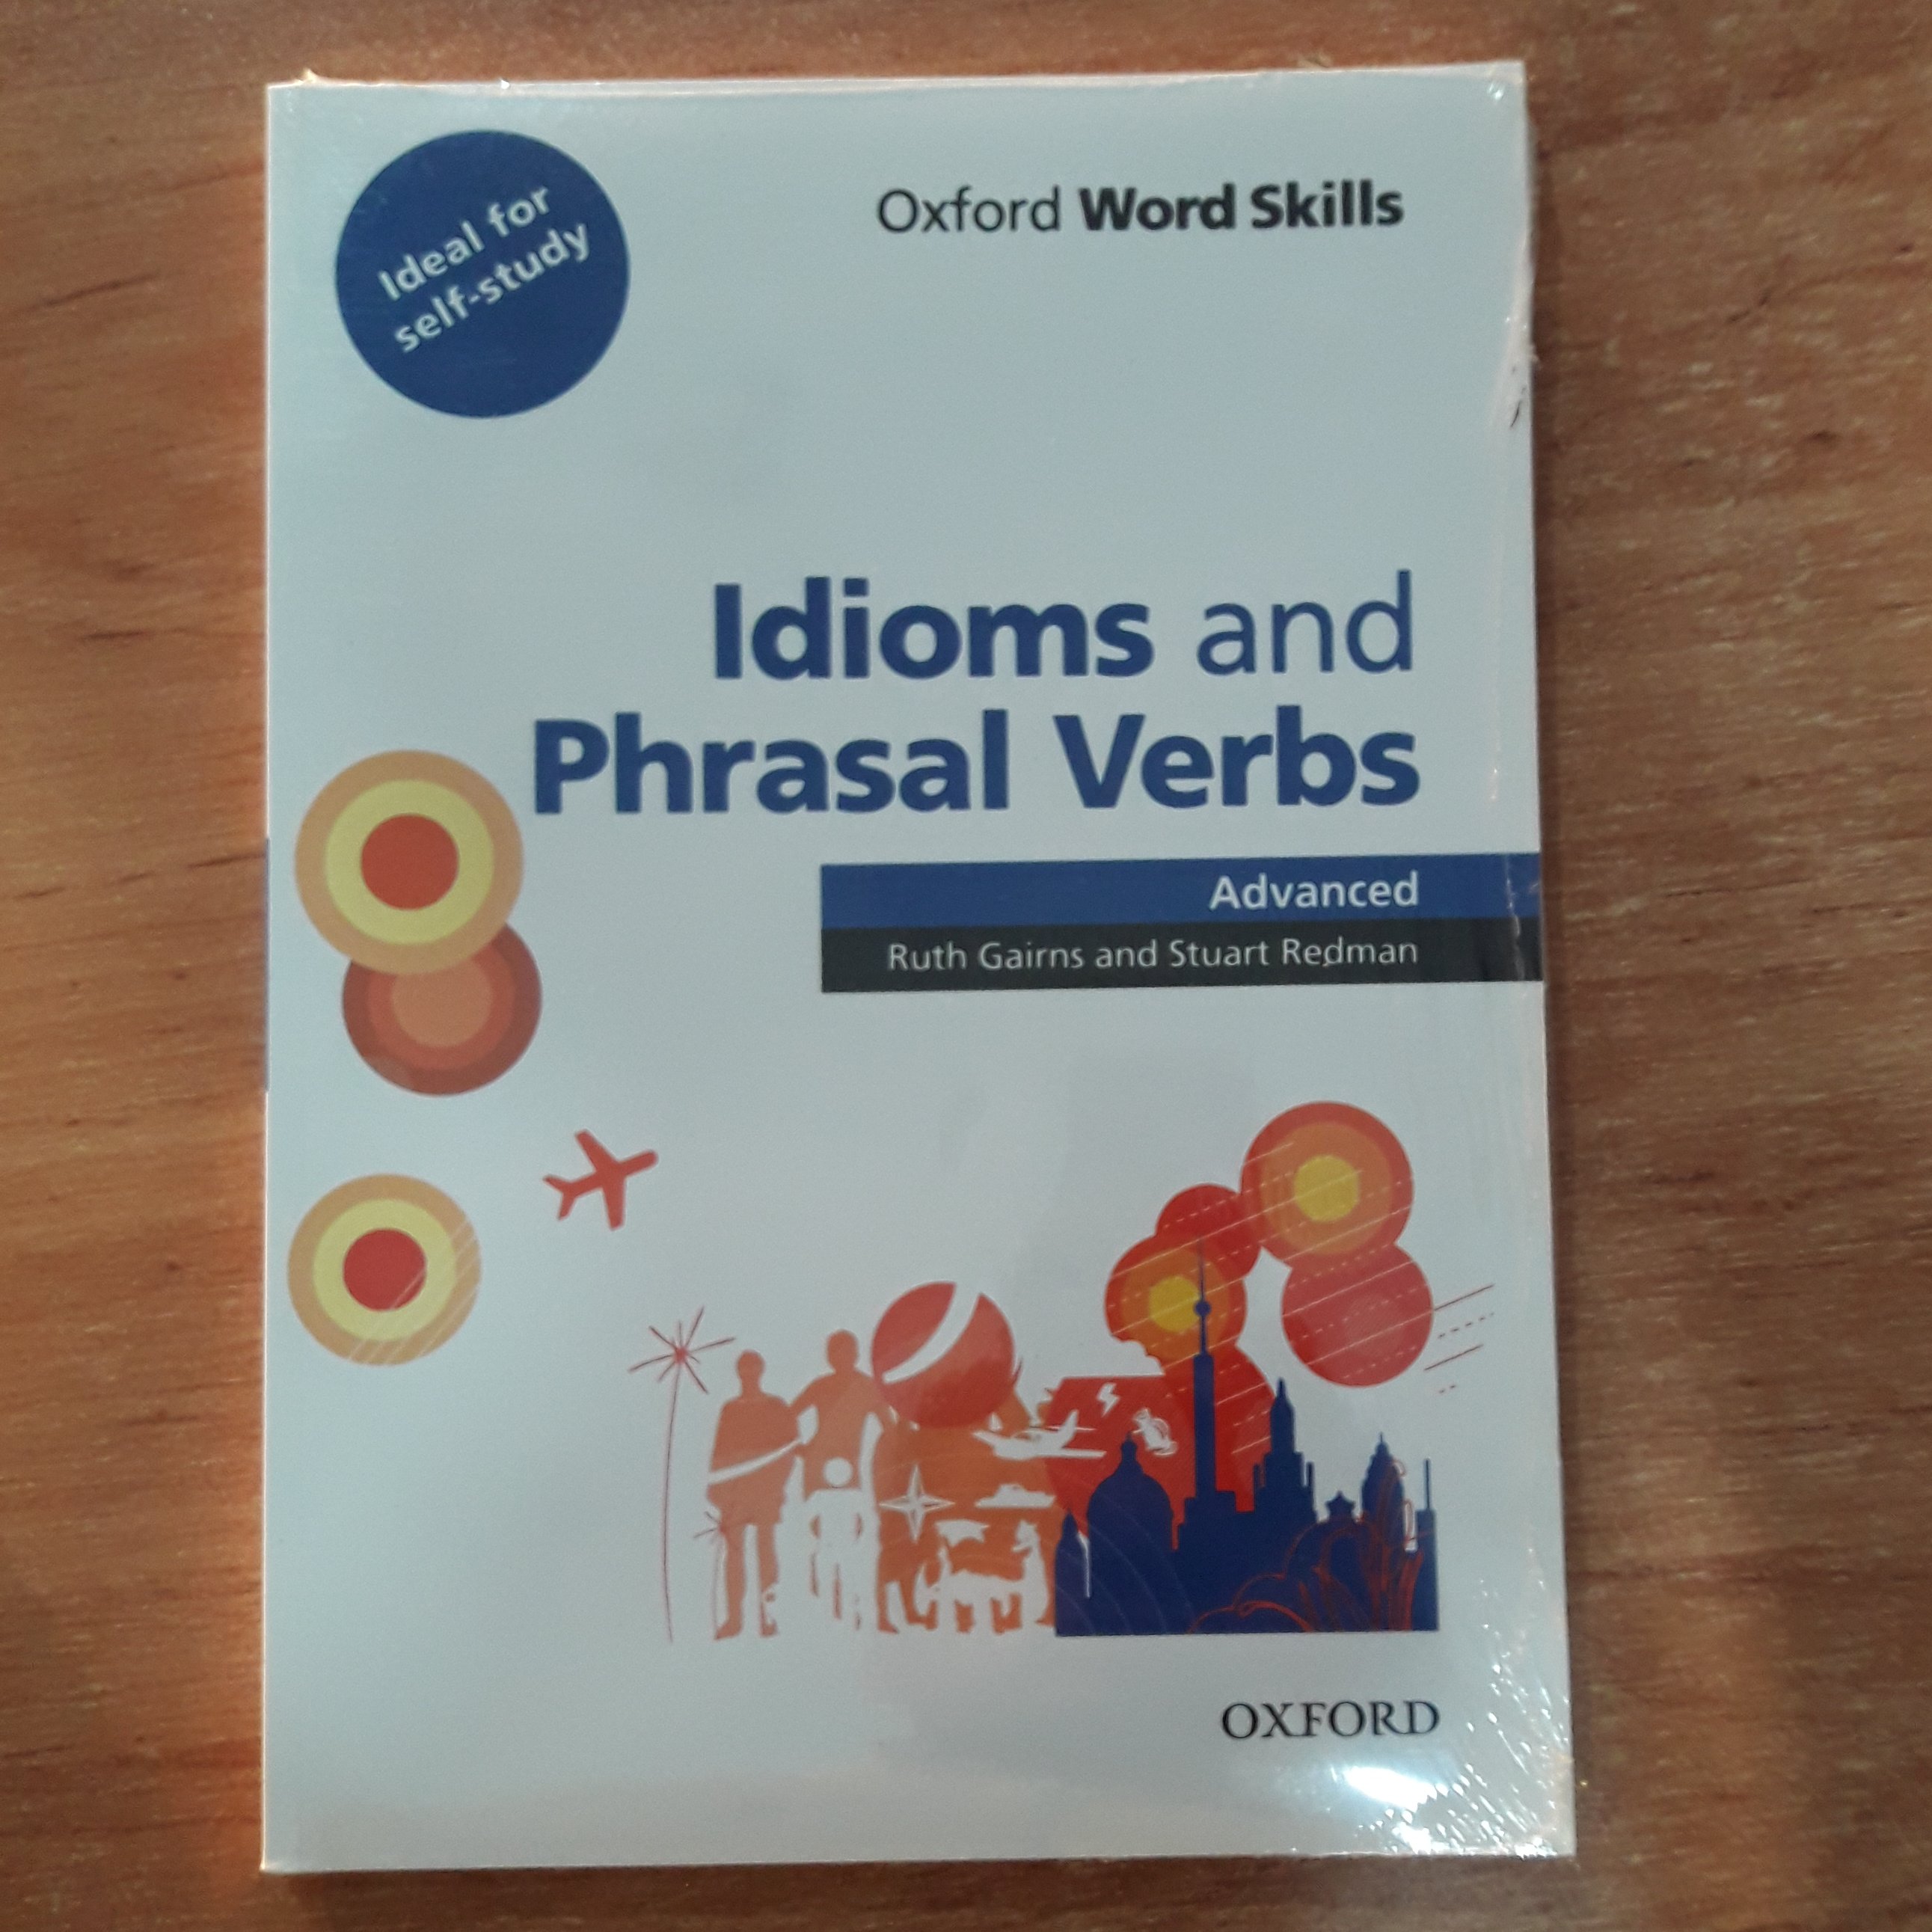 Ideal for
self-study
Oxford Word Skills
Idioms and
Phrasal Verbs
Advanced
Ruth Gairns and Stuart Redman
OXFORD